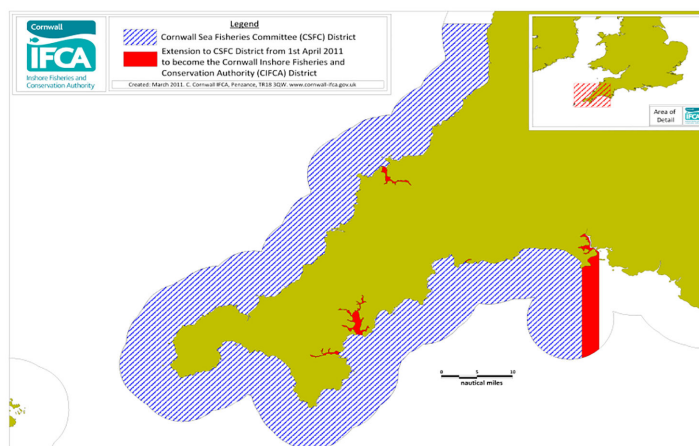 Cornwall
IFCA
Inshore Fisheries and
Conservation Authority
Legend
Cornwall Sea Fisheries Committee (CSFC) District
Extension to CSFC District from 1st April 2011
to become the Cornwall Inshore Fisheries and
Conservation Authority (CIFCA) District
Created: March 2011. C. Cornwall IFCA, Penzance, TR18 3QW. www.cornwall-ifca.gov.uk
Area of
Detail
IFCA
0 5 10
nautical miles